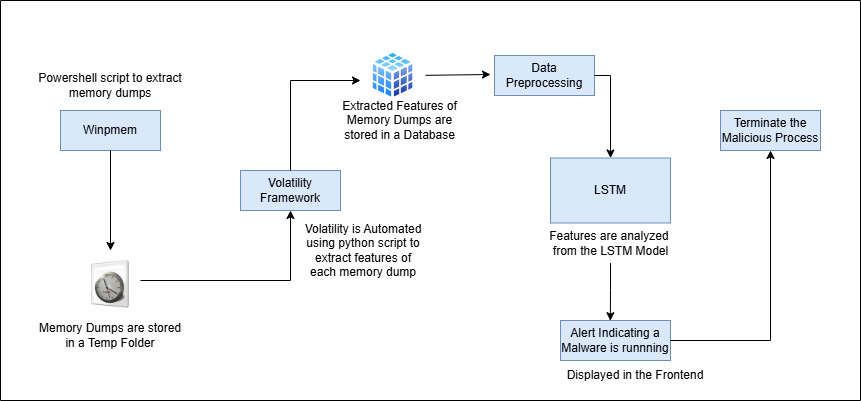 Powershell script to extract
memory dumps
Winpmem
Memory Dumps are stored
in a Temp Folder
Volatility
Framework
Volatility is Automated
using python script to
extract features of
each memory dump
Extracted Features of
Memory Dumps are
stored in a Database
Data
Preprocessing
LSTM
Features are analyzed
from the LSTM Model
Alert Indicating a
Malware is runnning
Displayed in the Frontend
Terminate the
Malicious Process